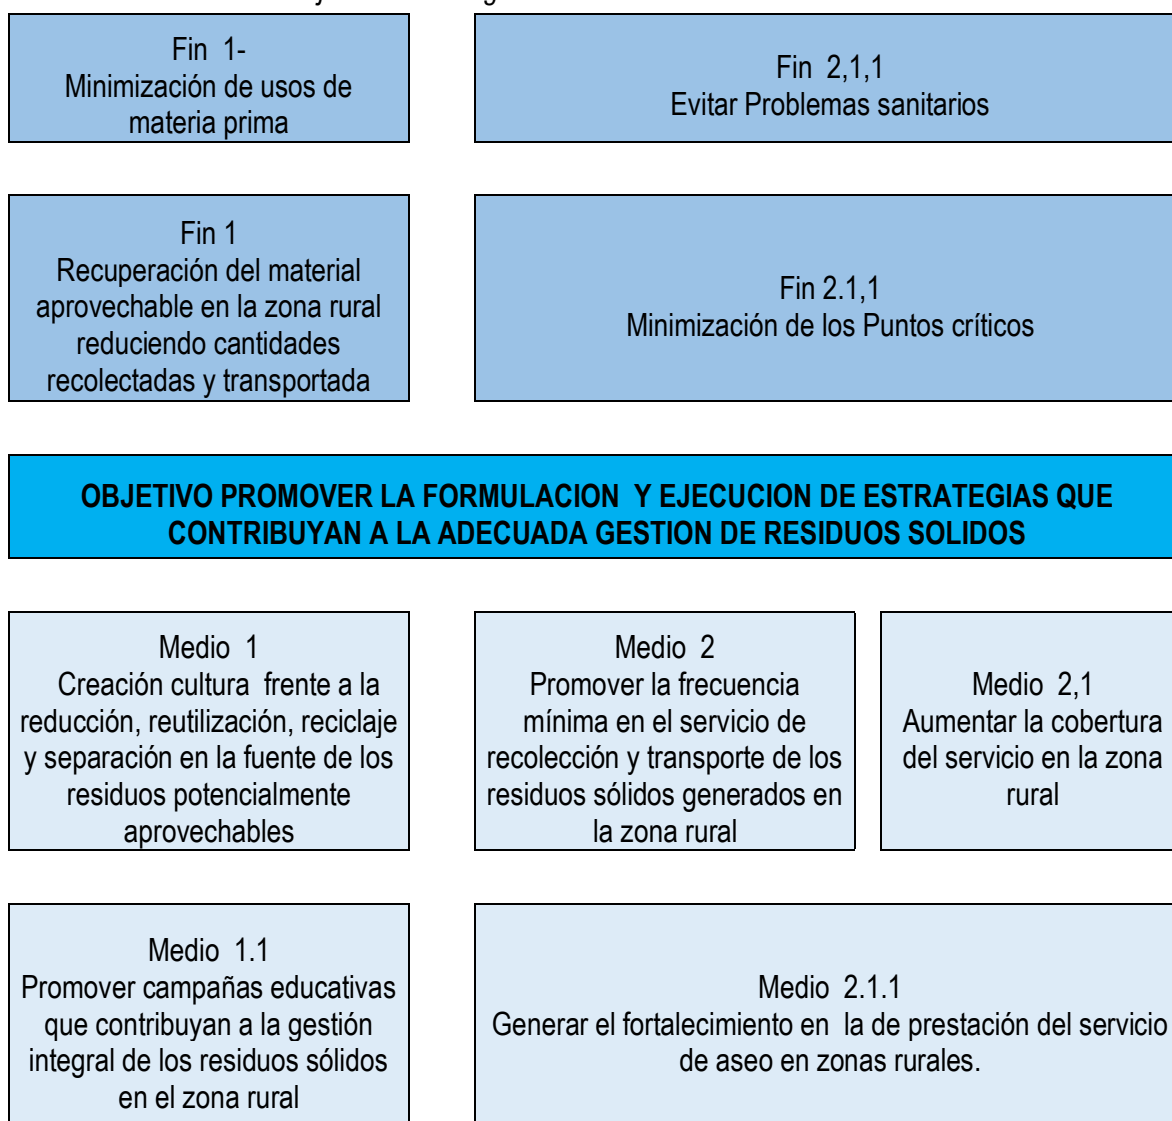 Fin 1-
Minimización de usos de
materia prima
Fin 2,1,1
Evitar Problemas sanitarios
Fin 1
Recuperación del material
aprovechable en la zona rural
reduciendo cantidades
recolectadas y transportada
Fin 2.1,1
Minimización de los Puntos críticos
OBJETIVO PROMOVER LA FORMULACION Y EJECUCION DE ESTRATEGIAS QUE
CONTRIBUYAN A LA ADECUADA GESTION DE RESIDUOS SOLIDOS
Medio 1
Creación cultura frente a la
reducción, reutilización, reciclaje
y separación en la fuente de los
residuos potencialmente
aprovechables
Medio 2
Promover la frecuencia
mínima en el servicio de
recolección y transporte de los
residuos sólidos generados en
la zona rural
Medio 2,1
Aumentar la cobertura
del servicio en la zona
rural
Medio 1.1
Promover campañas educativas
que contribuyan a la gestión
integral de los residuos sólidos
en el zona rural
Medio 2.1.1
Generar el fortalecimiento en la de prestación del servicio
de aseo en zonas rurales.